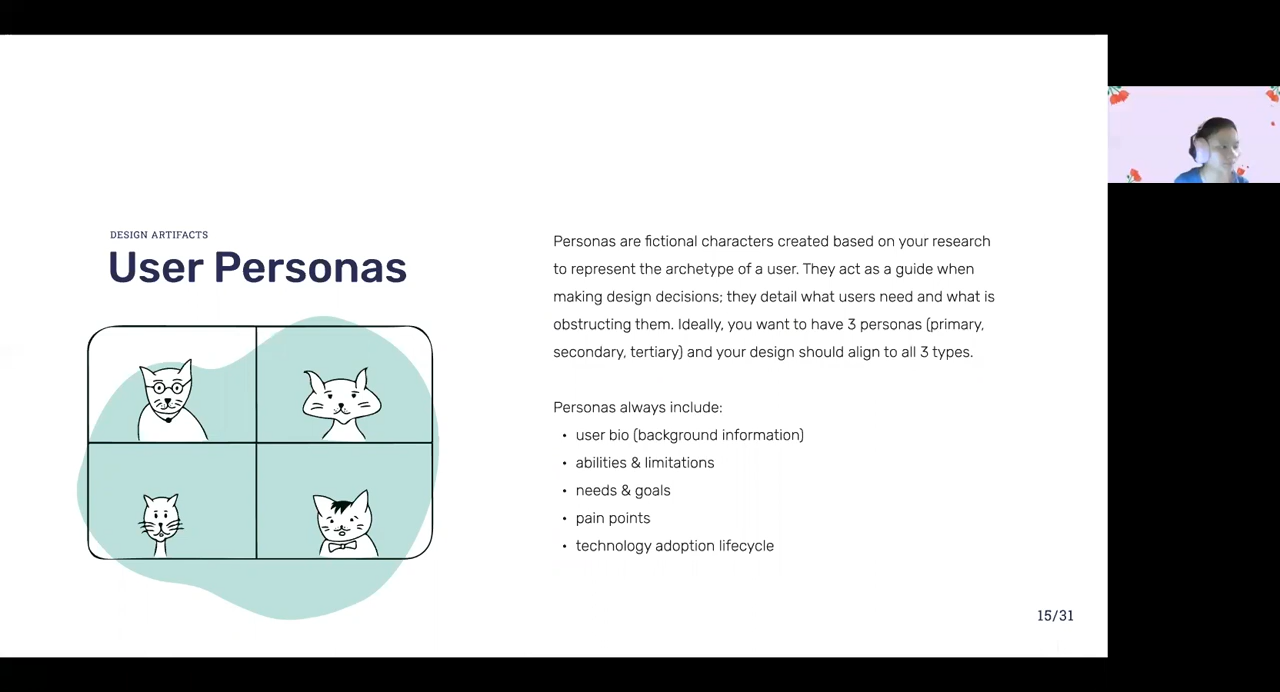 DESIGN ARTIFACTS
User Personas
Personas are fictional characters created based on your research
to represent the archetype of a user. They act as a guide when
making design decisions; they detail what users need and what is
obstructing them. Ideally, you want to have 3 personas (primary,
secondary, tertiary) and your design should align to all 3 types.
Personas always include:
• user bio (background information)
• abilities & limitations
• needs & goals
• pain points
• technology adoption lifecycle
15/31